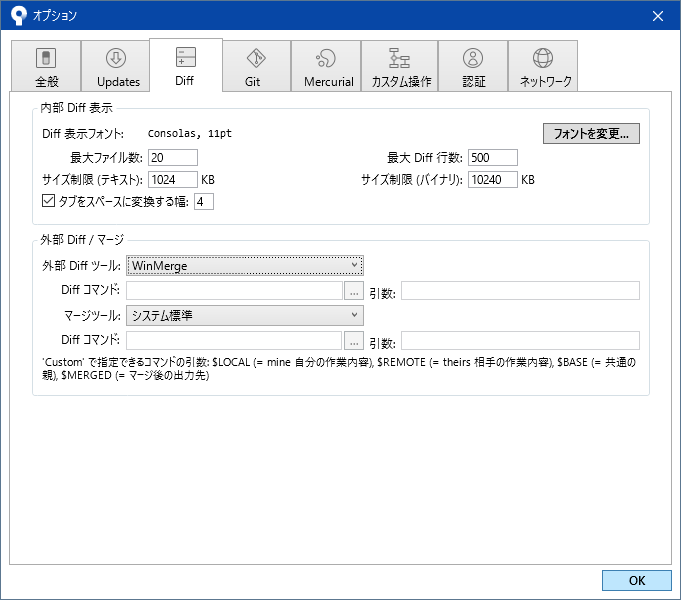 オプション
全般 Updates Diff Git Mercurial カスタム操作 認証 ネットワーク
内部 Diff 表示
Diff 表示フォント: Consolas, 11pt フォントを変更...
最大ファイル数: 20 最大 Diff 行数: 500
サイズ制限 (テキスト): 1024 KB サイズ制限 (バイナリ): 10240 KB
タブをスペースに変換する幅: 4
外部 Diff / マージ
外部 Diff ツール: WinMerge
Diff コマンド: ... 引数:
マージツール: システム標準
Diff コマンド: ... 引数:
'Custom' で指定できるコマンドの引数: $LOCAL (= mine 自分の作業内容), $REMOTE (= theirs 相手の作業内容), $BASE (= 共通の
親), $MERGED (= マージ後の出力先)
OK